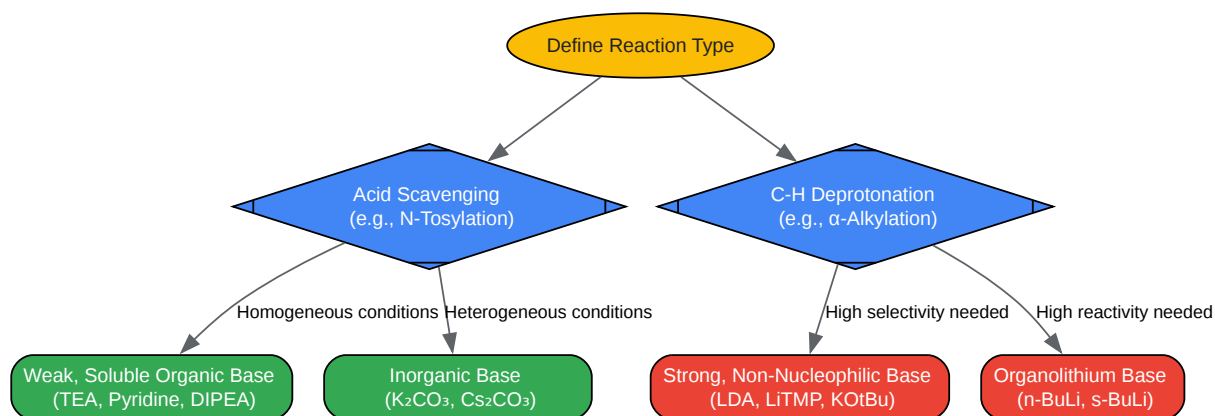 Define Reaction Type
Acid Scavenging
(e.g., N-Tosylation)
C-H Deprotonation
(e.g., α-Alkylation)
Homogeneous conditions
Heterogeneous conditions
High selectivity needed
High reactivity needed
Weak, Soluble Organic Base
(TEA, Pyridine, DIPEA)
Inorganic Base
(K₂CO₃, Cs₂CO₃)
Strong, Non-Nucleophilic Base
(LDA, LiTMP, KOtBu)
Organolithium Base
(n-BuLi, s-BuLi)